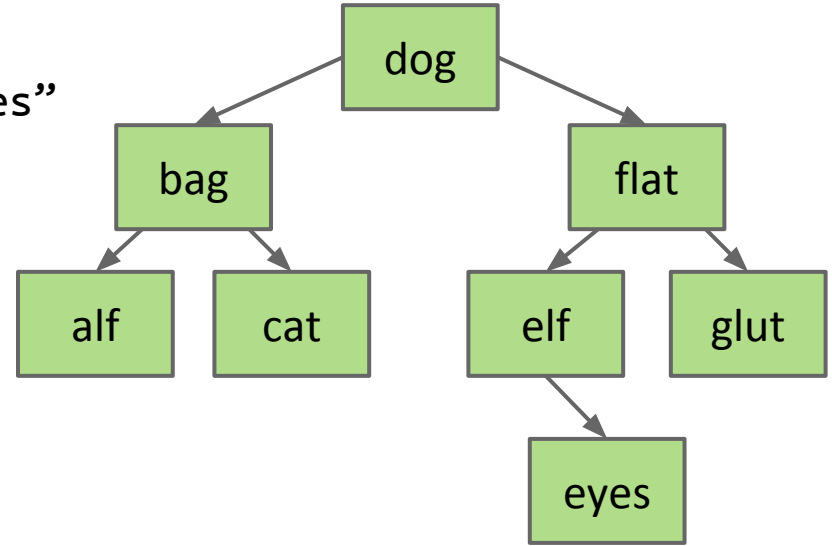 dog
es”
bag flat
alf cat elf glut
eyes